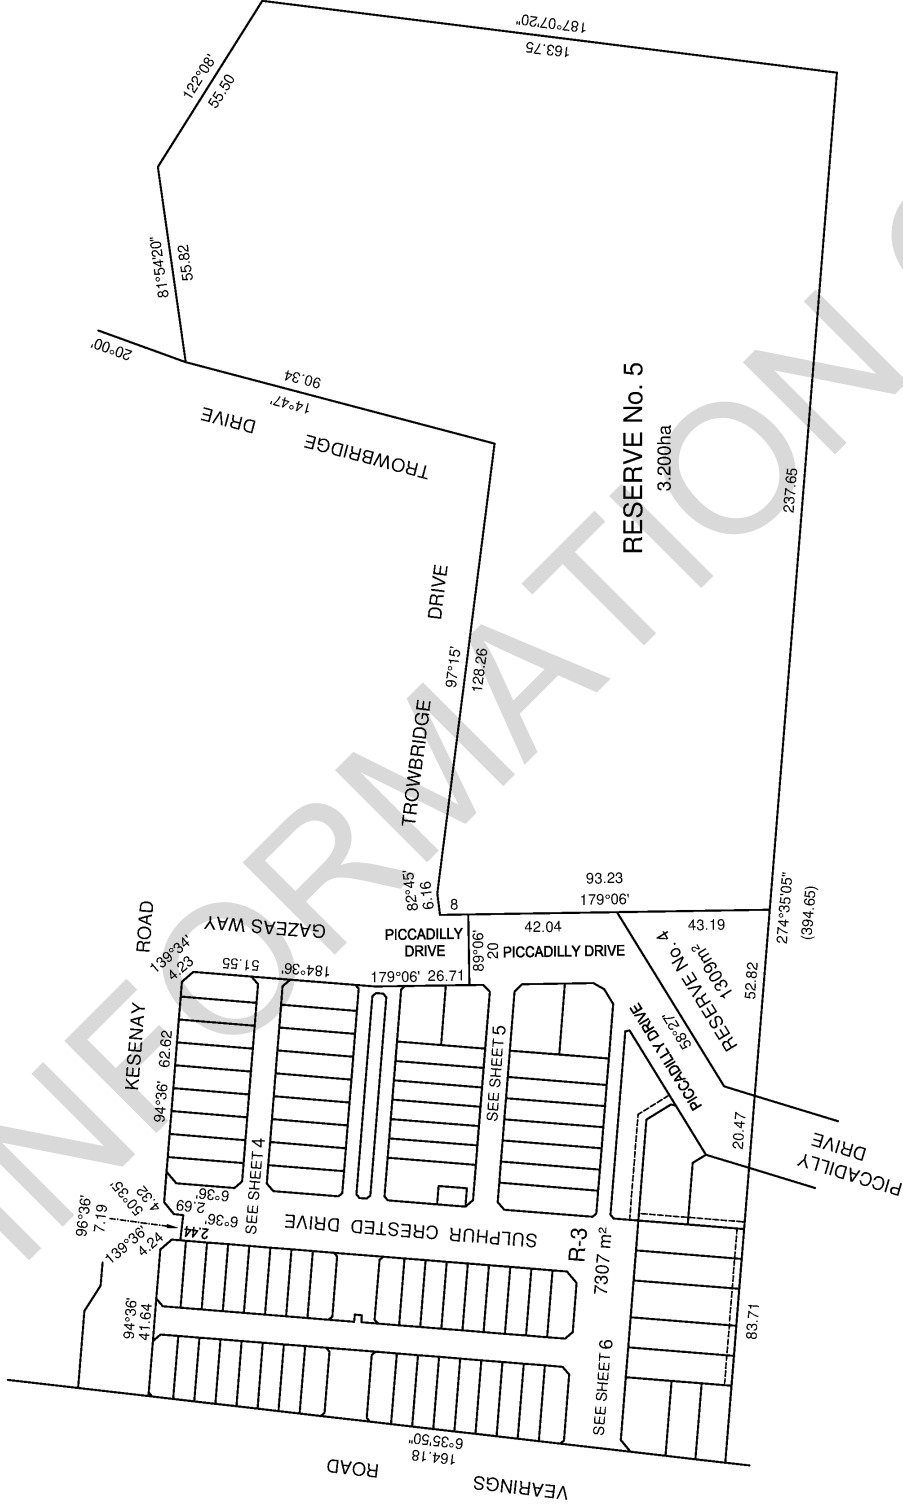 187°07'20"
163.75
122°08'
55.50
81°54'20"
55.82
20°00'
90.34
14°47'
TROWBRIDGE DRIVE
RESERVE No. 5
3.200ha
237.65
TROWBRIDGE DRIVE
97°15'
128.26
82°45'
6.16
8
93.23
179°06'
274°35'05"
(394.65)
KESENAY ROAD
139°34'
4.23
GAZEAS WAY
51.55
184°36'
PICCADILLY
DRIVE
179°06' 26.71
89°06'
20
42.04
PICCADILLY DRIVE
43.19
RESERVE No. 4
1309m²
52.82
94°36' 62.62
SEE SHEET 5
PICCADILLY DRIVE
58°27'
20.47
PICCADILLY
DRIVE
96°36'
7.19
50°35'
4.32
139°36'
4.24
2.69
6°36'
6°36'
2.44
SEE SHEET 4
SULPHUR CRESTED DRIVE
R-3
7307 m²
94°36'
41.64
83.71
SEE SHEET 6
6°35'50"
164.18
VEARINGS ROAD
INFORMATION